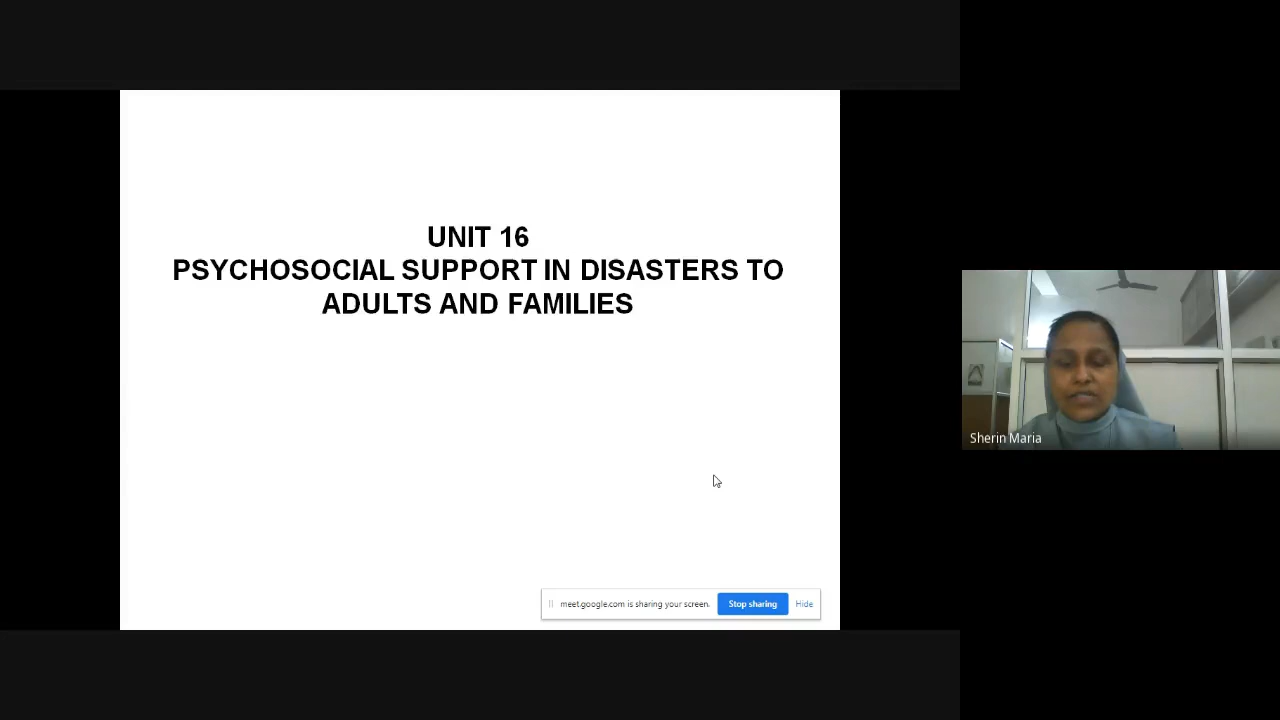 UNIT 16
PSYCHOSOCIAL SUPPORT IN DISASTERS TO
ADULTS AND FAMILIES
Sherin Maria
meet.google.com is sharing your screen.
Stop sharing
Hide